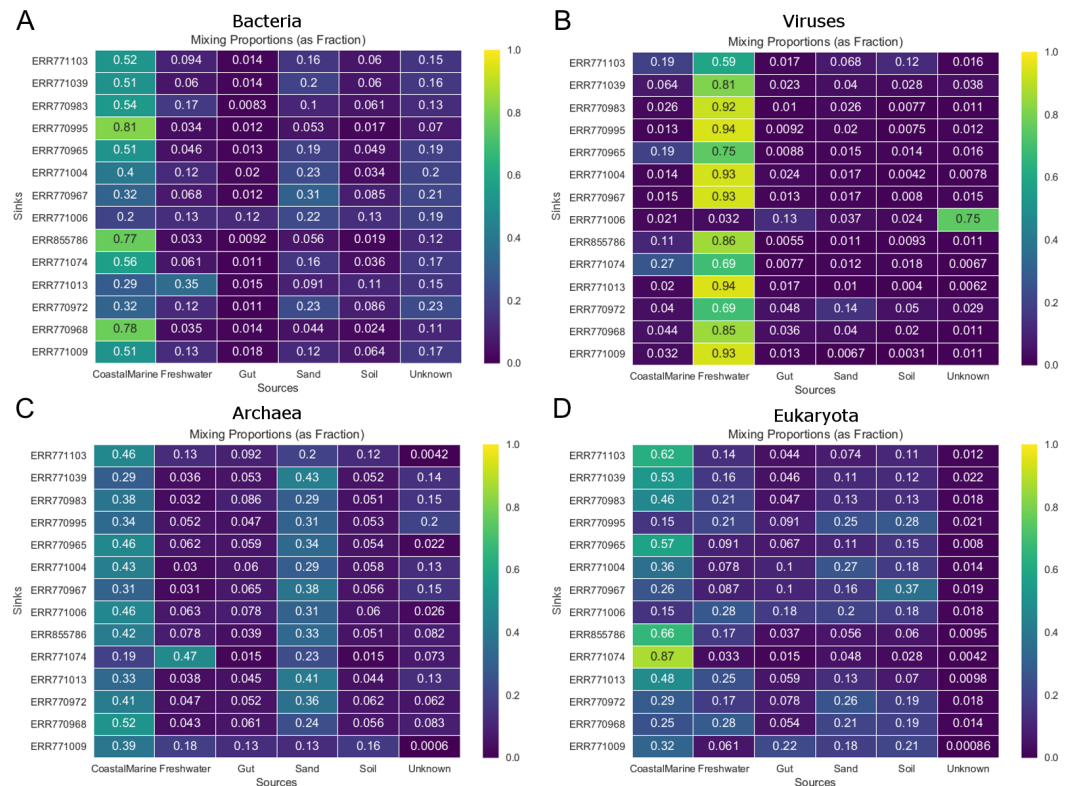 A
Bacteria
Mixing Proportions (as Fraction)
Sinks
ERR771103 0.52 0.094 0.014 0.16 0.06 0.15
ERR771039 0.51 0.06 0.014 0.2 0.06 0.16
ERR770983 0.54 0.17 0.0083 0.1 0.061 0.13
ERR770995 0.81 0.034 0.012 0.053 0.017 0.07
ERR770965 0.51 0.046 0.013 0.19 0.049 0.19
ERR771004 0.4 0.12 0.02 0.23 0.034 0.2
ERR770967 0.32 0.068 0.012 0.31 0.085 0.21
ERR771006 0.2 0.13 0.12 0.22 0.13 0.19
ERR855786 0.77 0.033 0.0092 0.056 0.019 0.12
ERR771074 0.56 0.061 0.011 0.16 0.036 0.17
ERR771013 0.29 0.35 0.015 0.091 0.11 0.15
ERR770972 0.32 0.12 0.011 0.23 0.086 0.23
ERR770968 0.78 0.035 0.014 0.044 0.024 0.11
ERR771009 0.51 0.13 0.018 0.12 0.064 0.17
CoastalMarine Freshwater Gut Sand Soil Unknown
Sources
1.0
0.8
0.6
0.4
0.2
0.0
B
Viruses
Mixing Proportions (as Fraction)
Sinks
ERR771103 0.19 0.59 0.017 0.068 0.12 0.016
ERR771039 0.064 0.81 0.023 0.04 0.028 0.038
ERR770983 0.026 0.92 0.01 0.026 0.0077 0.011
ERR770995 0.013 0.94 0.0092 0.02 0.0075 0.012
ERR770965 0.19 0.75 0.0088 0.015 0.014 0.016
ERR771004 0.014 0.93 0.024 0.017 0.0042 0.0078
ERR770967 0.015 0.93 0.013 0.017 0.008 0.015
ERR771006 0.021 0.032 0.13 0.037 0.024 0.75
ERR855786 0.11 0.86 0.0055 0.011 0.0093 0.011
ERR771074 0.27 0.69 0.0077 0.012 0.018 0.0067
ERR771013 0.02 0.94 0.017 0.01 0.004 0.0062
ERR770972 0.04 0.69 0.048 0.14 0.05 0.029
ERR770968 0.044 0.85 0.036 0.04 0.02 0.011
ERR771009 0.032 0.93 0.013 0.0067 0.0031 0.011
CoastalMarine Freshwater Gut Sand Soil Unknown
Sources
1.0
0.8
0.6
0.4
0.2
0.0
C
Archaea
Mixing Proportions (as Fraction)
Sinks
ERR771103 0.46 0.13 0.092 0.2 0.12 0.0042
ERR771039 0.29 0.036 0.053 0.43 0.052 0.14
ERR770983 0.38 0.032 0.086 0.29 0.051 0.15
ERR770995 0.34 0.052 0.047 0.31 0.053 0.2
ERR770965 0.46 0.062 0.059 0.34 0.054 0.022
ERR771004 0.43 0.03 0.06 0.29 0.058 0.13
ERR770967 0.31 0.031 0.065 0.38 0.056 0.15
ERR771006 0.46 0.063 0.078 0.31 0.06 0.026
ERR855786 0.42 0.078 0.039 0.33 0.051 0.082
ERR771074 0.19 0.47 0.015 0.23 0.015 0.073
ERR771013 0.33 0.038 0.045 0.41 0.044 0.13
ERR770972 0.41 0.047 0.052 0.36 0.062 0.062
ERR770968 0.52 0.043 0.061 0.24 0.056 0.083
ERR771009 0.39 0.18 0.13 0.13 0.16 0.0006
CoastalMarine Freshwater Gut Sand Soil Unknown
Sources
1.0
0.8
0.6
0.4
0.2
0.0
D
Eukaryota
Mixing Proportions (as Fraction)
Sinks
ERR771103 0.62 0.14 0.044 0.074 0.11 0.012
ERR771039 0.53 0.16 0.046 0.11 0.12 0.022
ERR770983 0.46 0.21 0.047 0.13 0.13 0.018
ERR770995 0.15 0.21 0.091 0.25 0.28 0.021
ERR770965 0.57 0.091 0.067 0.11 0.15 0.008
ERR771004 0.36 0.078 0.1 0.27 0.18 0.014
ERR770967 0.26 0.087 0.1 0.16 0.37 0.019
ERR771006 0.15 0.28 0.18 0.2 0.18 0.018
ERR855786 0.66 0.17 0.037 0.056 0.06 0.0095
ERR771074 0.87 0.033 0.015 0.048 0.028 0.0042
ERR771013 0.48 0.25 0.059 0.13 0.07 0.0098
ERR770972 0.29 0.17 0.078 0.26 0.19 0.018
ERR770968 0.25 0.28 0.054 0.21 0.19 0.014
ERR771009 0.32 0.061 0.22 0.18 0.21 0.00086
CoastalMarine Freshwater Gut Sand Soil Unknown
Sources
1.0
0.8
0.6
0.4
0.2
0.0